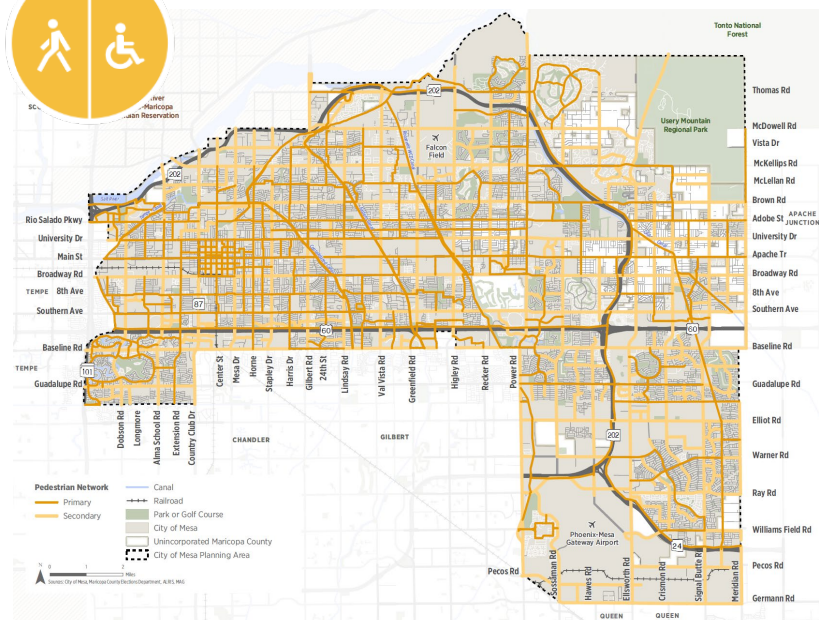 Tonto National
Forest
Thomas Rd
202
-Maricopa
Reservation
McDowell Rd
Usery Mountain
Regional Park
Falcon
Field
Vista Dr
McKellips Rd
202
McLellan Rd
Brown Rd
Rio Salado Pkwy
Adobe St
APACHE
JUNCTION
University Dr
University Dr
Main St
Apache Tr
Broadway Rd
Broadway Rd
TEMPE
8th Ave
8th Ave
87
Southern Ave
Southern Ave
60
60
Baseline Rd
Baseline Rd
TEMPE
101
Guadalupe Rd
Guadalupe Rd
Center St
Mesa Dr
Horne
Stapley Dr
Harris Dr
Gilbert Rd
24th St
Lindsay Rd
Val Vista Rd
Greenfield Rd
Higley Rd
Recker Rd
Power Rd
Dobson Rd
Longmore
Alma School Rd
Extension Rd
Country Club Dr
Elliot Rd
CHANDLER
GILBERT
202
Warner Rd
Pedestrian Network
Primary
Secondary
Canal
Railroad
Park or Golf Course
City of Mesa
Unincorporated Maricopa County
City of Mesa Planning Area
Ray Rd
Williams Field Rd
Phoenix-Mesa
Gateway Airport
24
N
0 1 2
Miles
Sources: City of Mesa, Maricopa County Elections Department, ALRIS, MAG
Pecos Rd
Pecos Rd
Sossaman Rd
Hawes Rd
Ellsworth Rd
Crismon Rd
Signal Butte Rd
Meridian Rd
Germann Rd
QUEEN
QUEEN